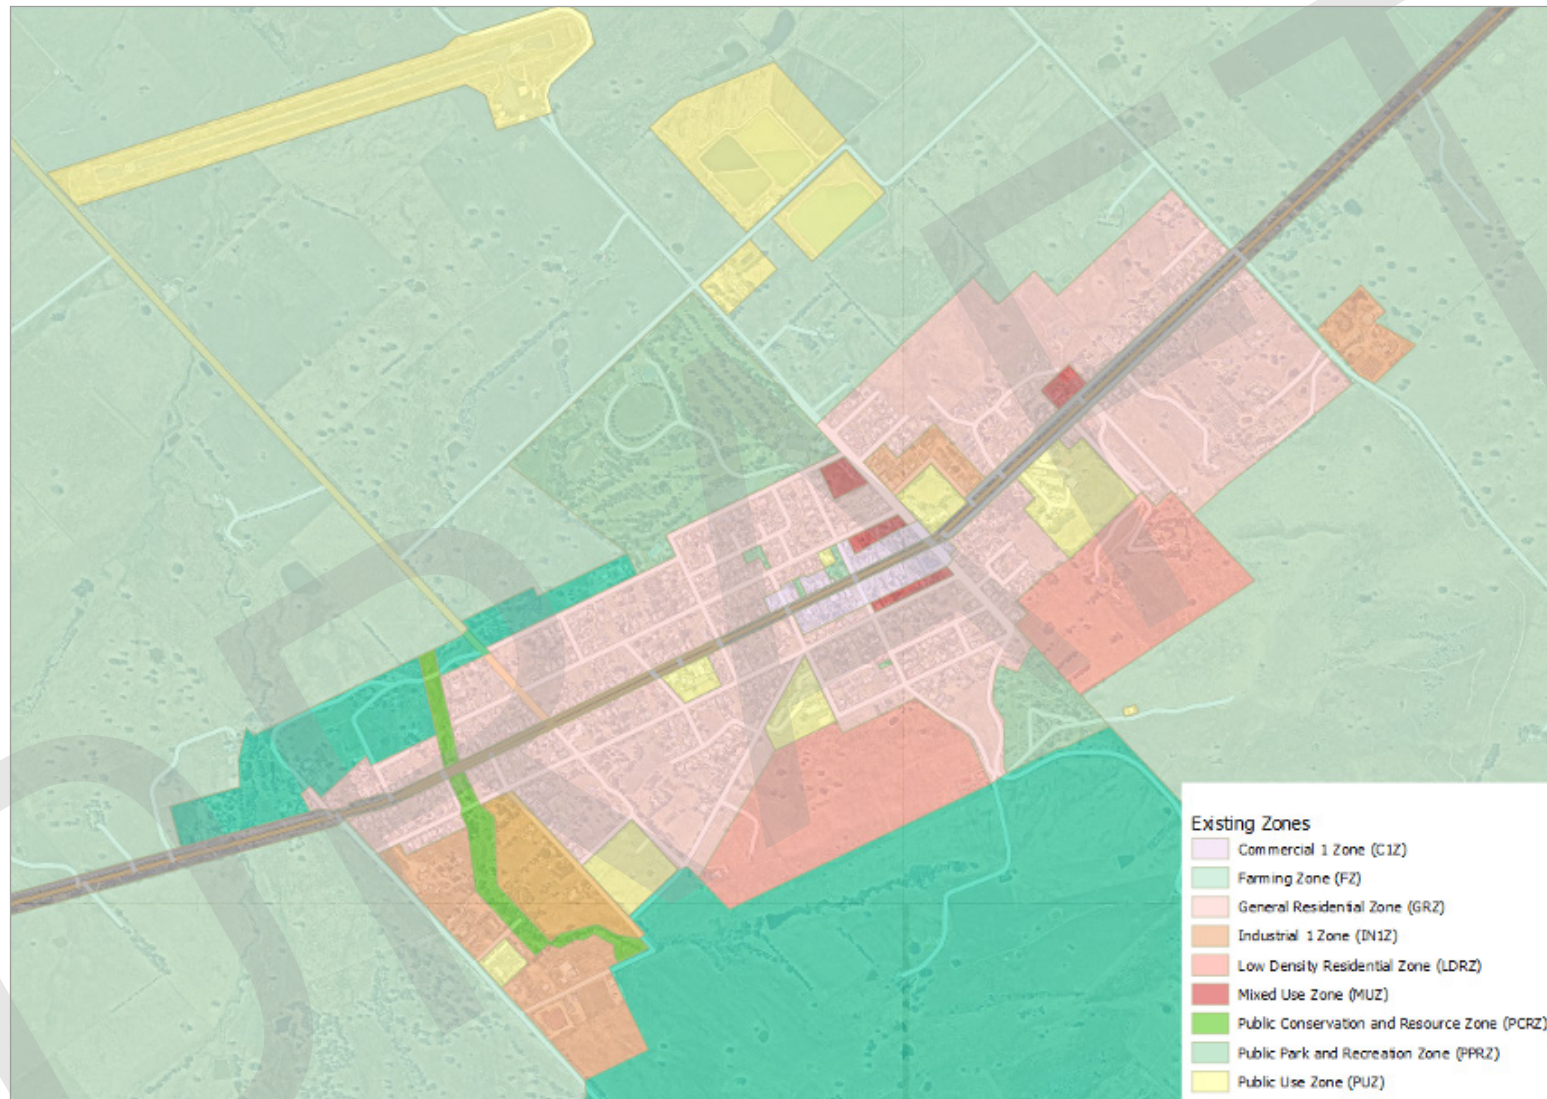 Existing Zones
Commercial 1 Zone (C1Z)
Farming Zone (FZ)
General Residential Zone (GRZ)
Industrial 1 Zone (IN1Z)
Low Density Residential Zone (LDRZ)
Mixed Use Zone (MUZ)
Public Conservation and Resource Zone (PCRZ)
Public Park and Recreation Zone (PPRZ)
Public Use Zone (PUZ)